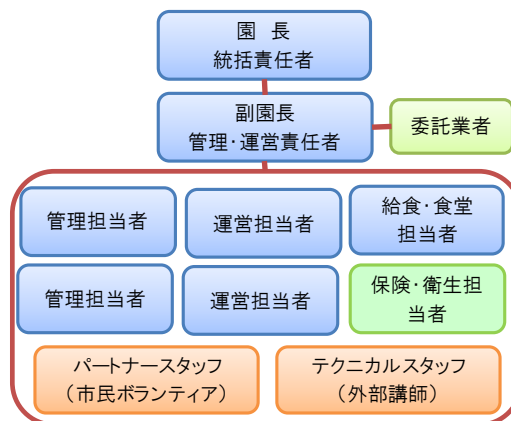 園　長
統括責任者
副園長
管理・運営責任者
委託業者
管理担当者
運営担当者
給食・食堂
担当者
管理担当者
運営担当者
保険・衛生担
当者
パートナースタッフ
（市民ボランティア）
テクニカルスタッフ
（外部講師）